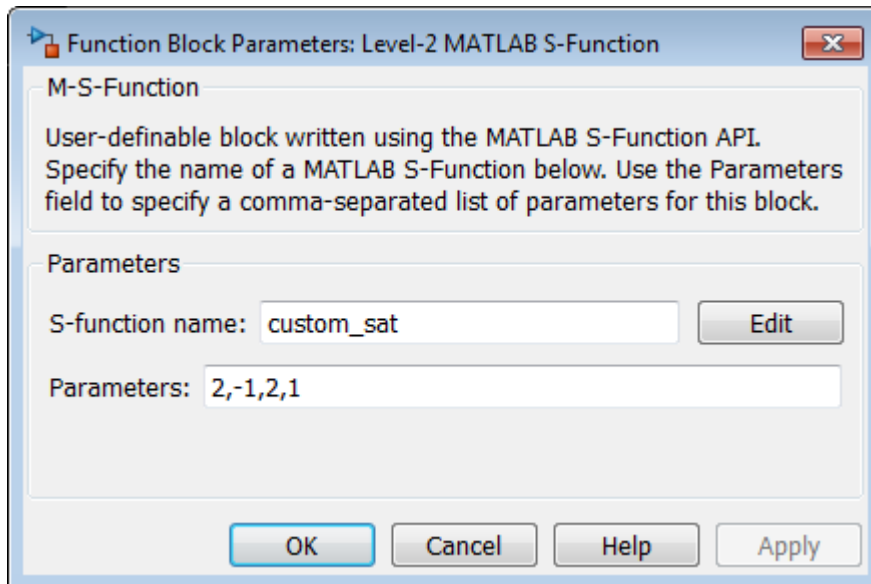 Function Block Parameters: Level-2 MATLAB S-Function
M-S-Function
User-definable block written using the MATLAB S-Function API.
Specify the name of a MATLAB S-Function below. Use the Parameters
field to specify a comma-separated list of parameters for this block.
Parameters
S-function name: custom_sat Edit
Parameters: 2,-1,2,1
OK Cancel Help Apply